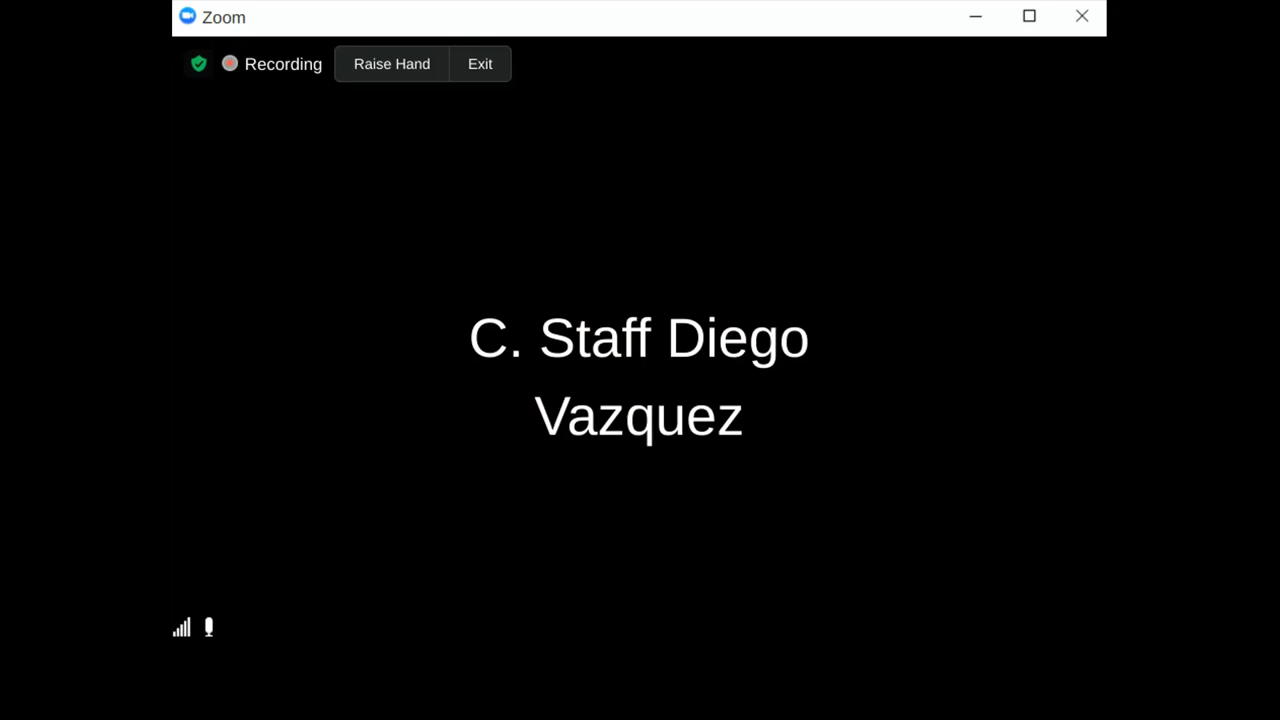 Zoom
Recording
Raise Hand
Exit
C. Staff Diego
Vazquez